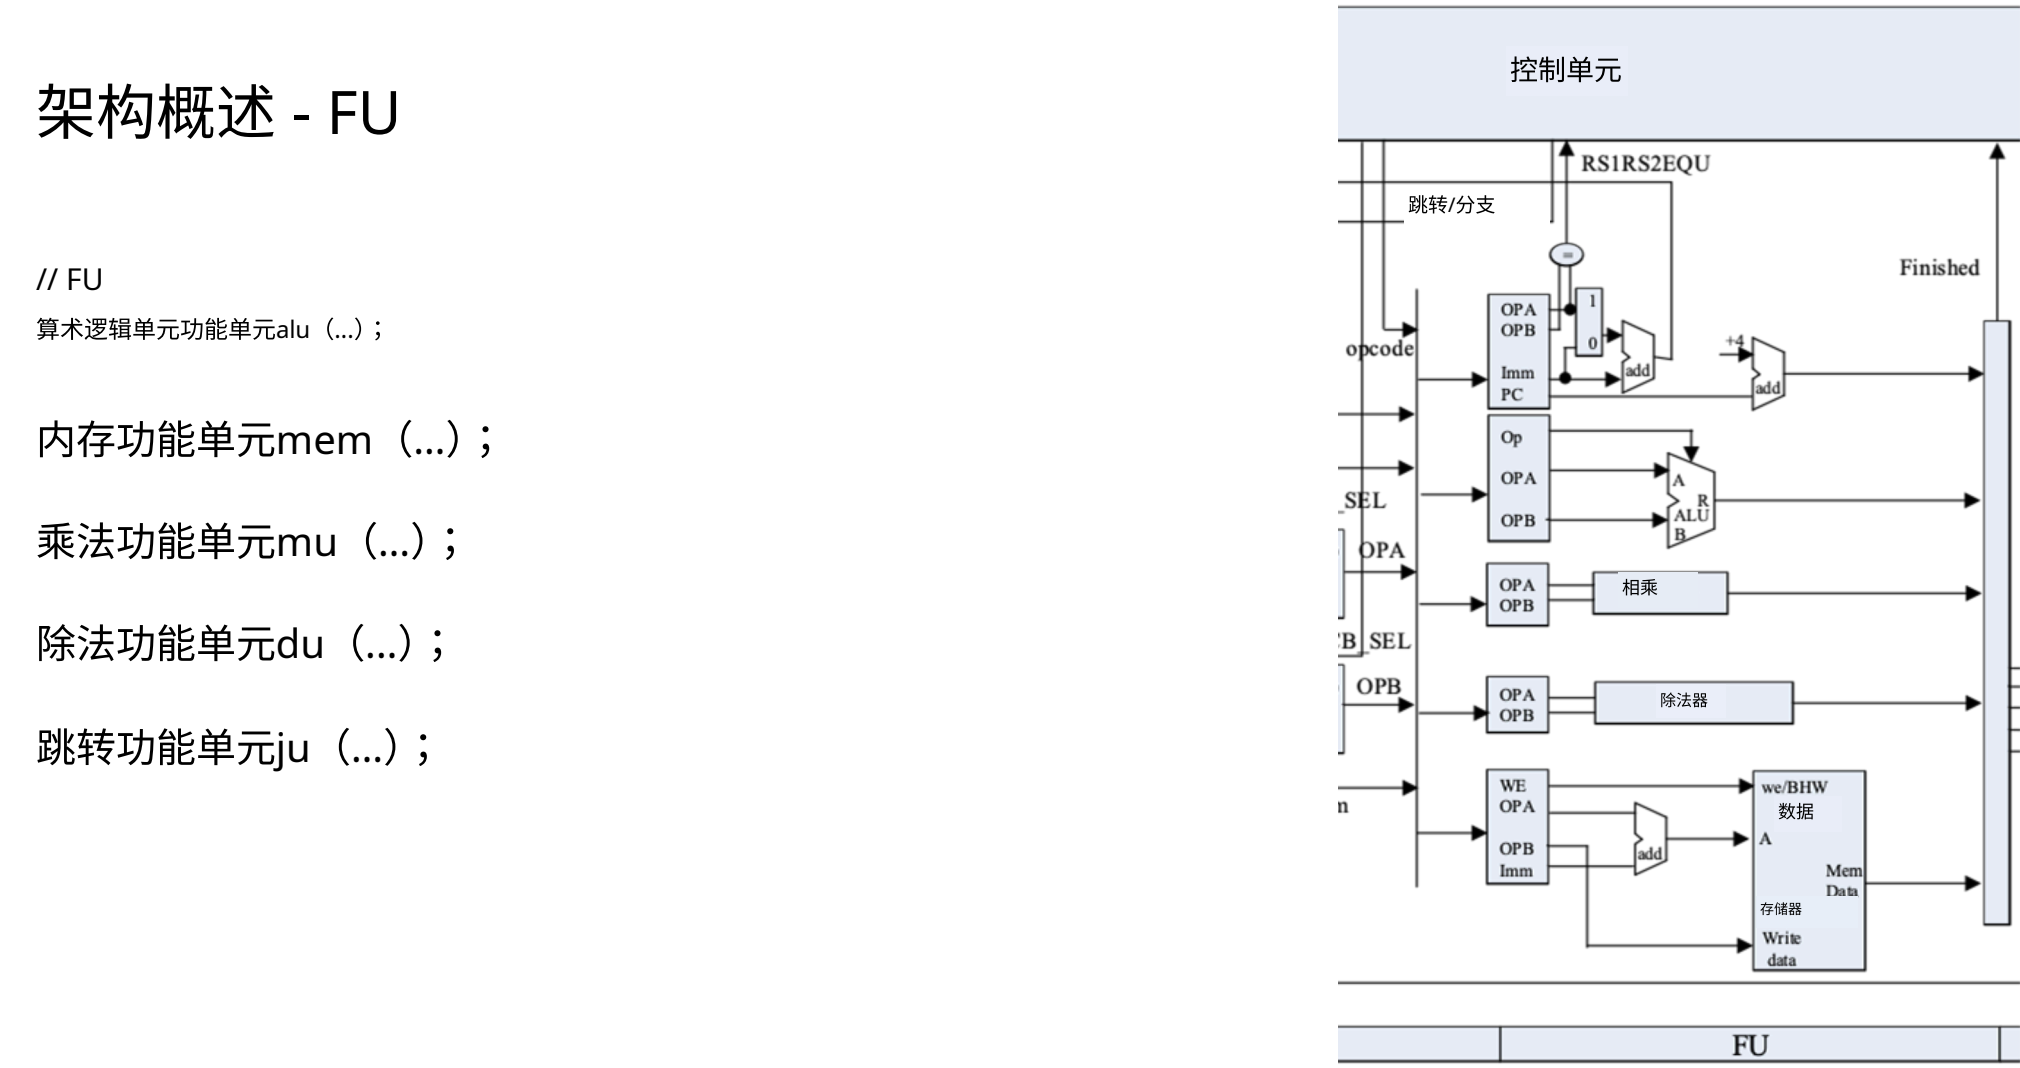 架构概述 - FU
// FU
算术逻辑单元功能单元alu（...）；
内存功能单元mem（...）；
乘法功能单元mu（...）；
除法功能单元du（...）；
跳转功能单元ju（...）；
控制单元
RS1RS2EQU
跳转/分支
=
Finished
OPA
OPB
Imm
PC
1
0
add
+4
add
opcode
Op
OPA
OPB
A
R
ALU
B
_SEL
OPA
OPA
OPB
相乘
_SEL
OPB
OPA
OPB
除法器
WE
OPA
OPB
Imm
add
we/BHW
数据
A
Mem
Data
存储器
Write
data
FU